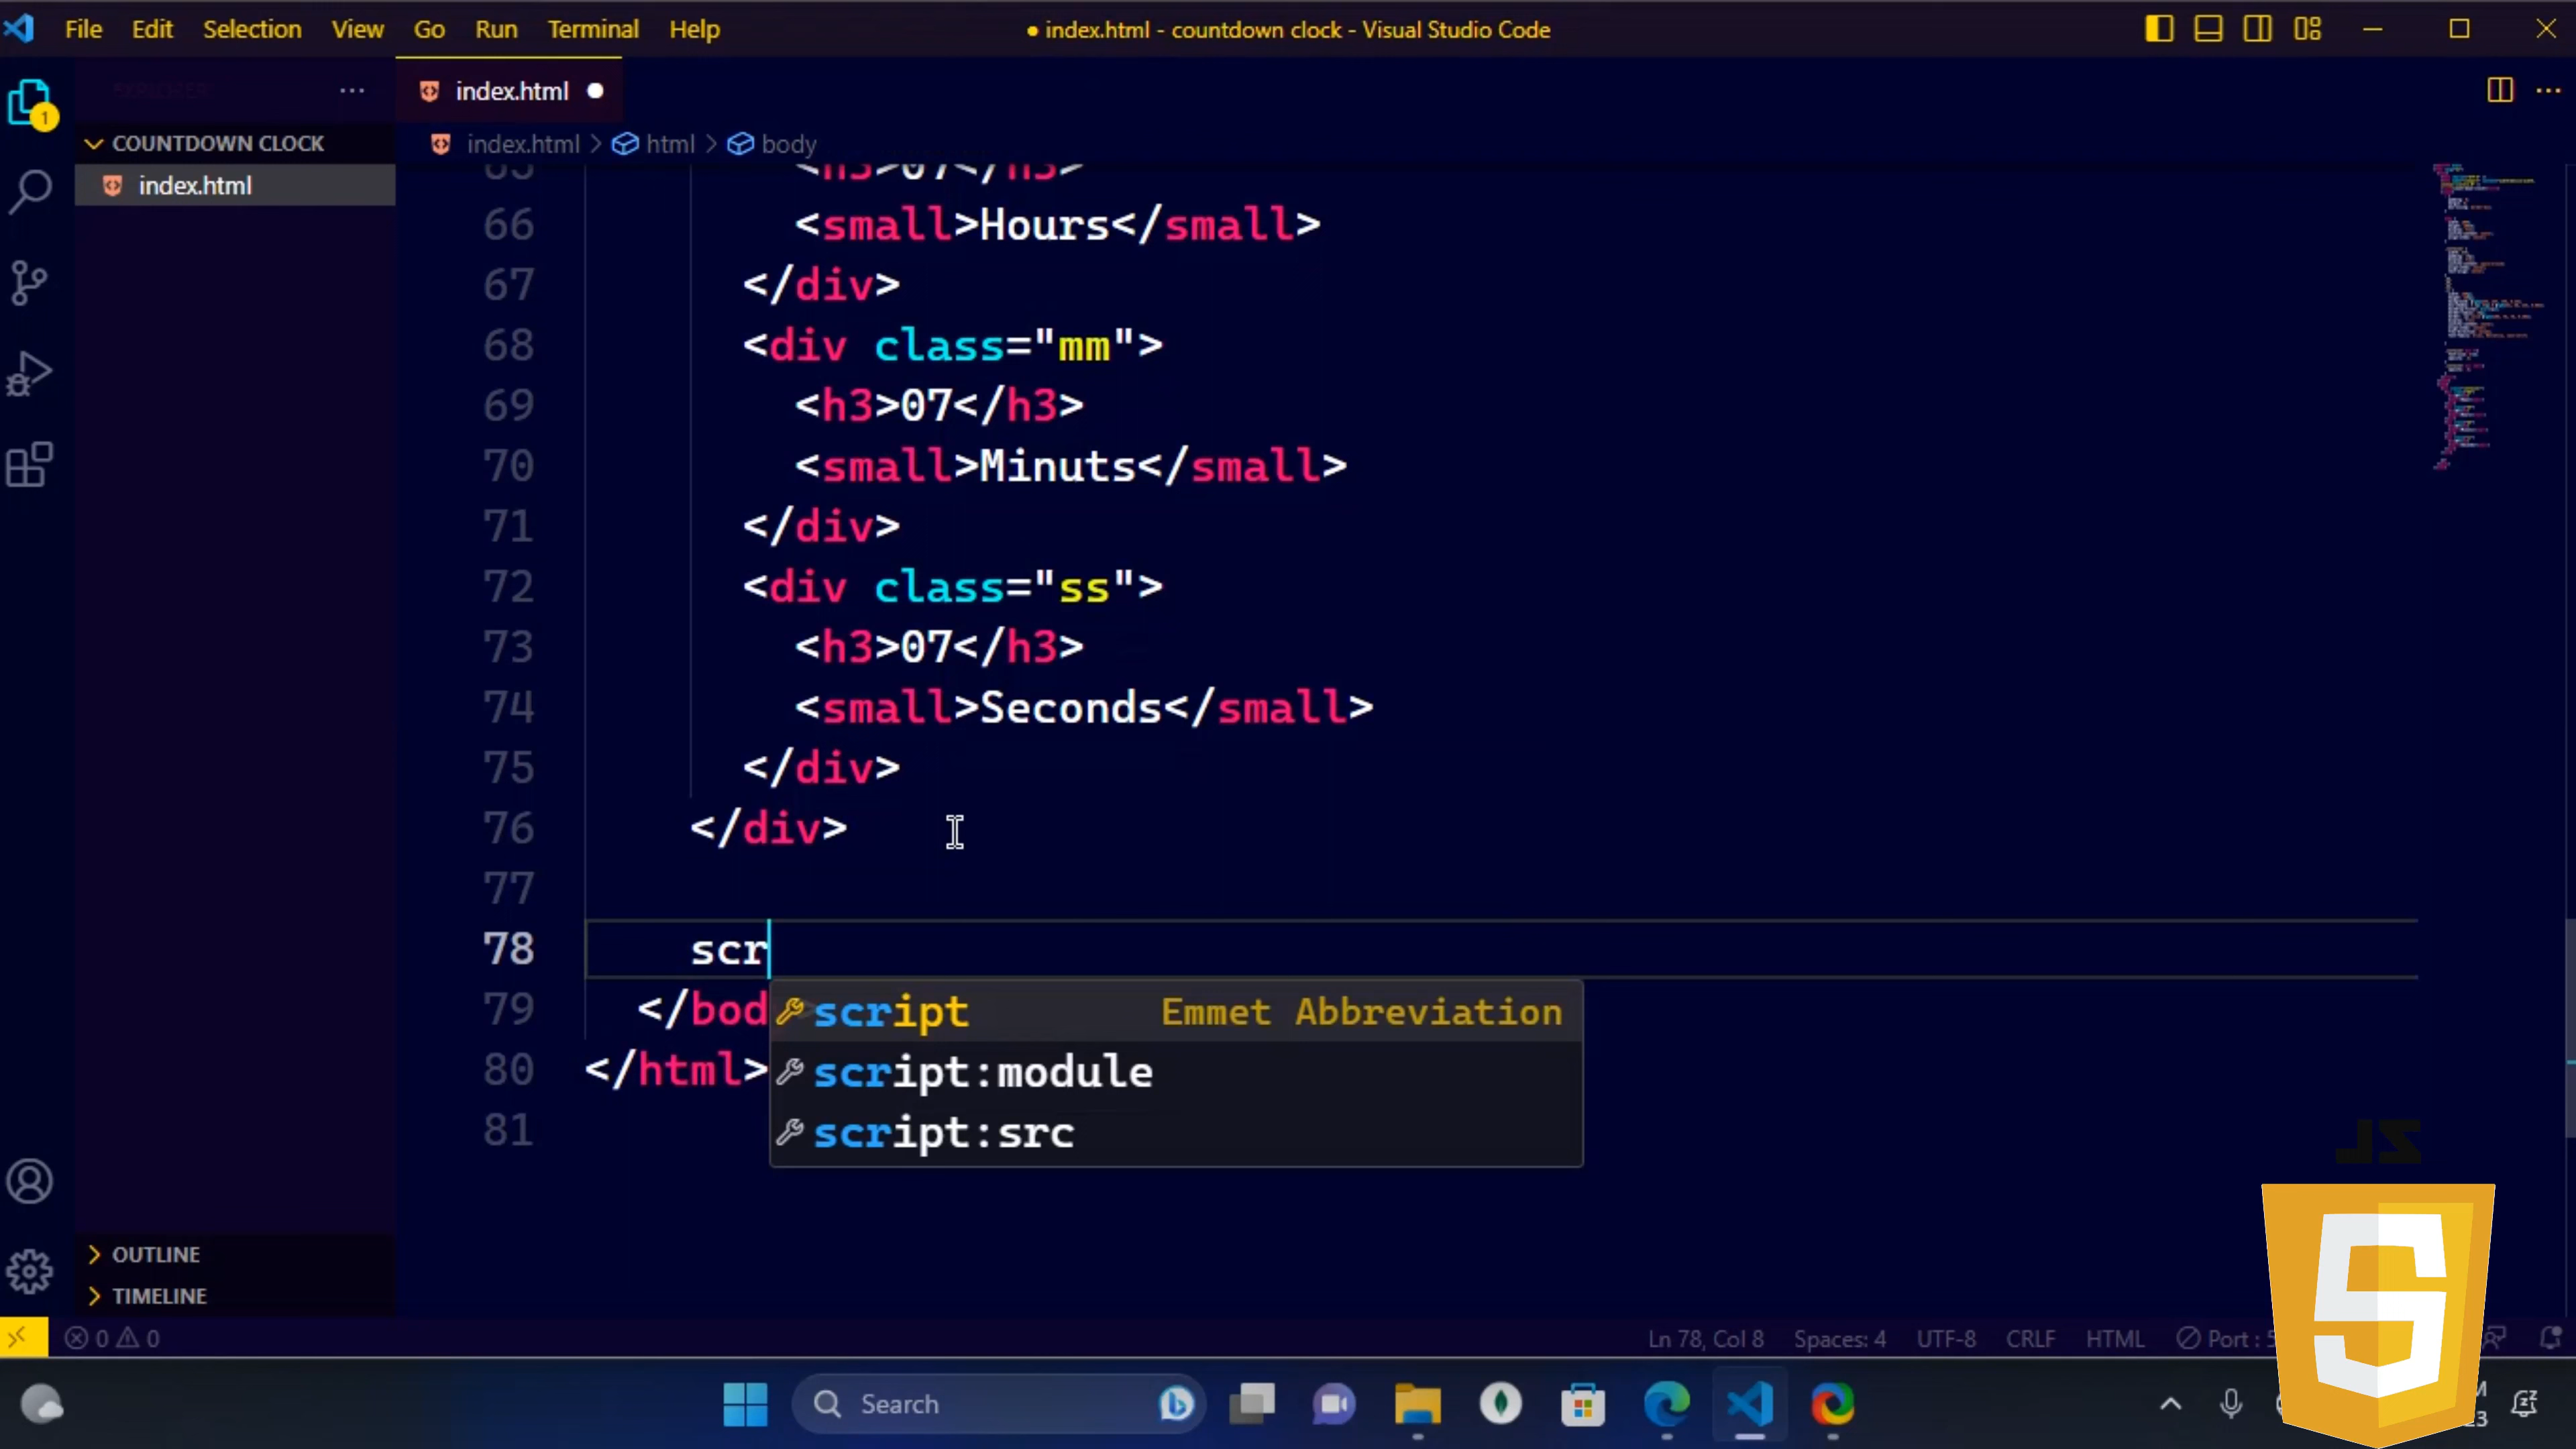 File Edit Selection View Go Run Terminal Help
● index.html - countdown clock - Visual Studio Code
index.html
1
COUNTDOWN CLOCK
index.html > html > body
index.html
<h3>07</h3>
66 <small>Hours</small>
67 </div>
68 <div class="mm">
69 <h3>07</h3>
70 <small>Minuts</small>
71 </div>
72 <div class="ss">
73 <h3>07</h3>
74 <small>Seconds</small>
75 </div>
76 </div>
77
78 scr
79 </bod
script Emmet Abbreviation
80 </html>
script:module
81
script:src
OUTLINE
TIMELINE
0 0
Ln 78, Col 8 Spaces: 4 UTF-8 CRLF HTML Port :
Search